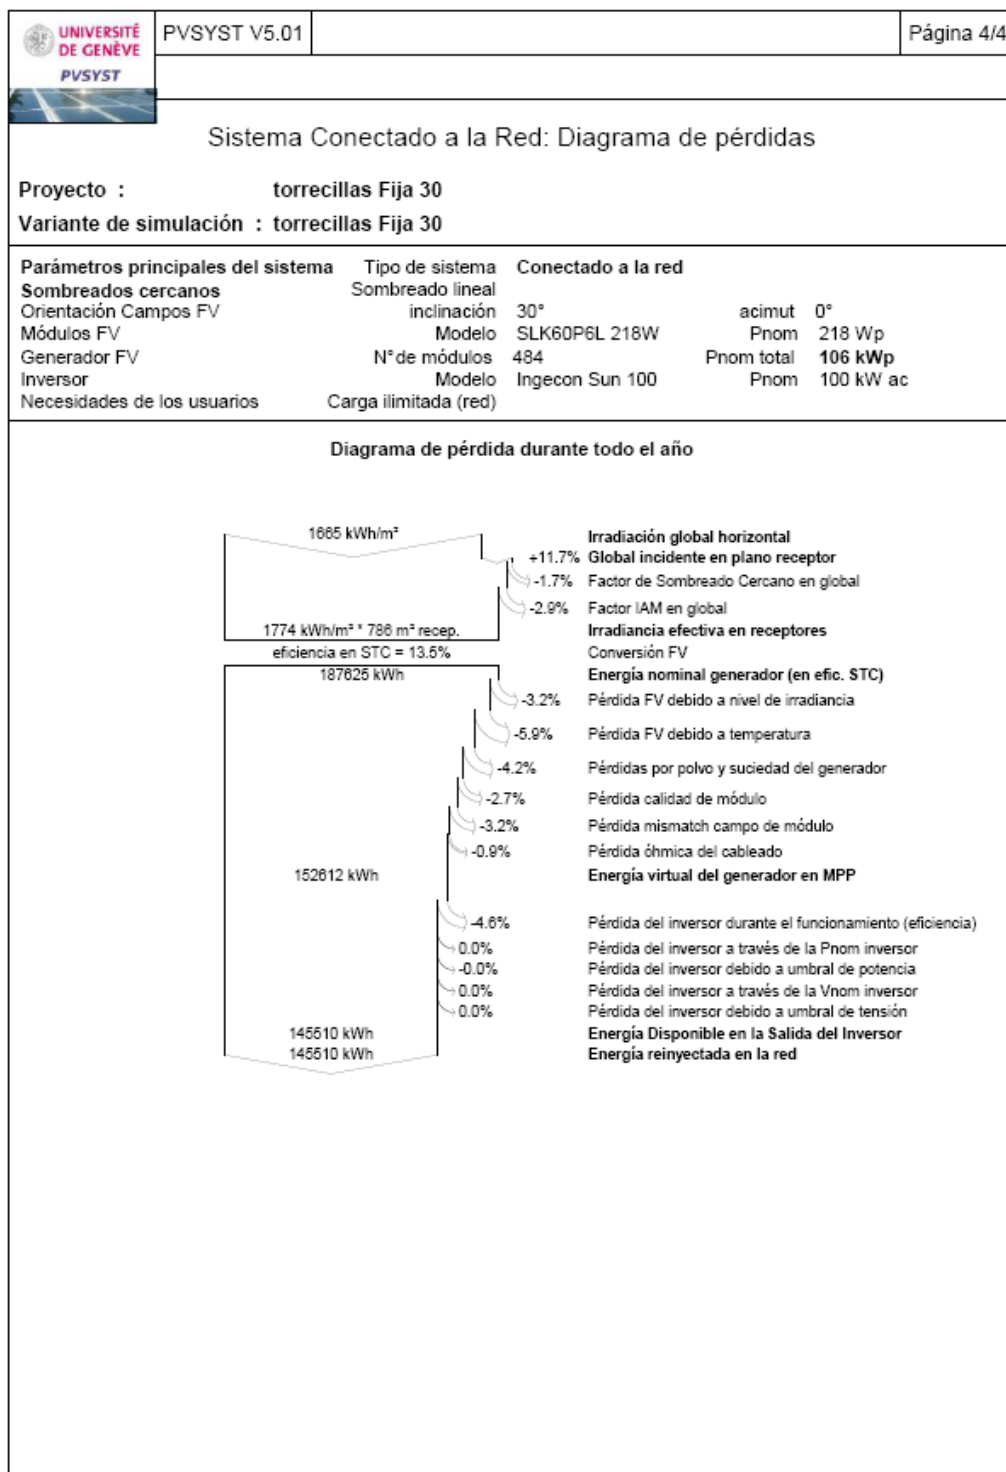 UNIVERSITÉ
DE GENÈVE
PVSYST
PVSYST V5.01
Página 4/4
Sistema Conectado a la Red: Diagrama de pérdidas
Proyecto : torrecillas Fija 30
Variante de simulación : torrecillas Fija 30
Parámetros principales del sistema Tipo de sistema Conectado a la red
Sombreados cercanos Sombreado lineal
Orientación Campos FV inclinación 30° acimut 0°
Módulos FV Modelo SLK60P6L 218W Pnom 218 Wp
Generador FV N° de módulos 484 Pnom total 106 kWp
Inversor Modelo Ingecon Sun 100 Pnom 100 kW ac
Necesidades de los usuarios Carga ilimitada (red)
Diagrama de pérdida durante todo el año
1665 kWh/m² Irradiación global horizontal
+11.7% Global incidente en plano receptor
-1.7% Factor de Sombreado Cercano en global
-2.9% Factor IAM en global
1774 kWh/m² * 786 m² recep. Irradiancia efectiva en receptores
eficiencia en STC = 13.5% Conversión FV
187625 kWh Energía nominal generador (en efic. STC)
-3.2% Pérdida FV debido a nivel de irradiancia
-5.9% Pérdida FV debido a temperatura
-4.2% Pérdidas por polvo y suciedad del generador
-2.7% Pérdida calidad de módulo
-3.2% Pérdida mismatch campo de módulo
-0.9% Pérdida óhmica del cableado
152612 kWh Energía virtual del generador en MPP
-4.6% Pérdida del inversor durante el funcionamiento (eficiencia)
0.0% Pérdida del inversor a través de la Pnom inversor
-0.0% Pérdida del inversor debido a umbral de potencia
0.0% Pérdida del inversor a través de la Vnom inversor
0.0% Pérdida del inversor debido a umbral de tensión
145510 kWh Energía Disponible en la Salida del Inversor
145510 kWh Energía reinyectada en la red